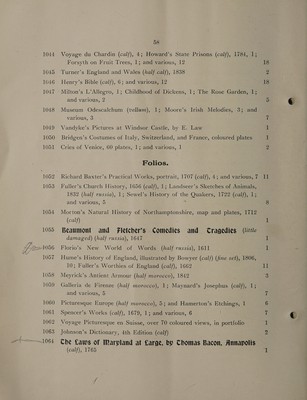 58
1044 Voyage du Chardin (calf), 4; Howard's State Prisons (calf), 1784, 1;
Forsyth on Fruit Trees, 1; and various, 12 18
1045 Turner's England and Wales (half calf), 1838 2
1046 Henry's Bible (calf), 6; and various, 12 18
1047 Milton's L'Allegro, 1; Childhood of Dickens, 1; The Rose Garden, 1;
and various, 2 5
1048 Museum Odescalchum (vellum), 1; Moore's Irish Melodies, 3; and
various, 3 7
1049 Vandyke's Pictures at Windsor Castle, by E. Law 1
1050 Bridgen's Costumes of Italy, Switzerland, and France, coloured plates 1
1051 Cries of Venice, 60 plates, 1; and various, 1 2
Folios.
1052 Richard Baxter's Practical Works, portrait, 1707 (calf), 4; and various, 7 11
1053 Fuller's Church History, 1656 (calf), 1; Landseer's Sketches of Animals,
1832 (half russia), 1; Sewel's History of the Quakers, 1722 (calf), 1;
and various, 5 8
1054 Morton's Natural History of Northamptonshire, map and plates, 1712
(calf) 1
1055 Beaumont and Fletcher's Comedies and Tragedies (little
damaged) (half russia), 1647 1
1056 Florio's New World of Words (half russia), 1611 1
1057 Hume's History of England, illustrated by Bowyer (calf) (fine set), 1806,
10; Fuller's Worthies of England (calf), 1662 11
1058 Meyrick's Ancient Armour (half morocco), 1842 3
1059 Galleria de Firenze (half morocco), 1; Maynard's Josephus (calf), 1;
and various, 5 7
1060 Picturesque Europe (half morocco), 5; and Hamerton's Etchings, 1 6
1061 Spencer's Works (calf), 1679, 1; and various, 6 7
1062 Voyage Pittoresque en Suisse, over 70 coloured views, in portfolio 1
1063 Johnson's Dictionary, 4th Edition (calf) 2
1064 The Laws of Maryland at Large, by Thomas Bacon, Annapolis
(calf), 1765 1